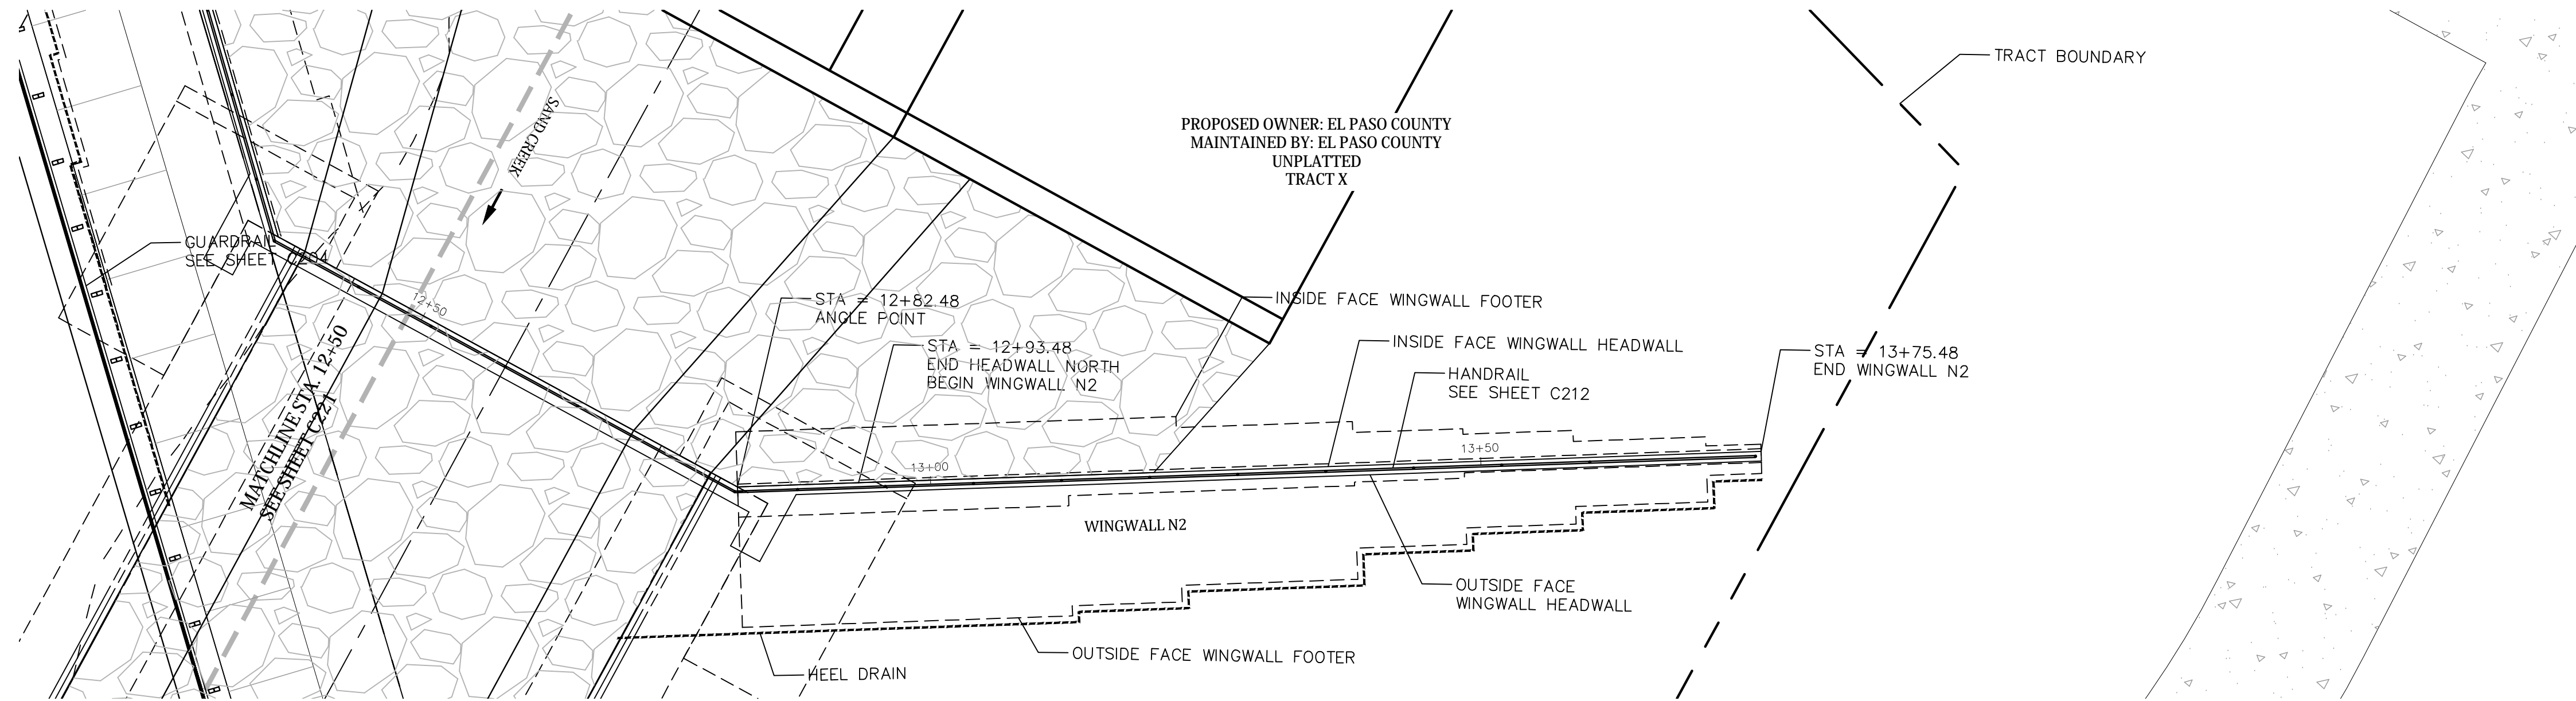 TRACT BOUNDARY
SAND CREEK
PROPOSED OWNER: EL PASO COUNTY
MAINTAINED BY: EL PASO COUNTY
UNPLATTED
TRACT X
GUARDRAIL
SEE SHEET C204
12+50
STA = 12+82.48
ANGLE POINT
INSIDE FACE WINGWALL FOOTER
STA = 12+93.48
END HEADWALL NORTH
BEGIN WINGWALL N2
INSIDE FACE WINGWALL HEADWALL
HANDRAIL
SEE SHEET C212
STA = 13+75.48
END WINGWALL N2
MATCHLINE STA. 12+50
SEE SHEET C221
13+00
13+50
WINGWALL N2
OUTSIDE FACE
WINGWALL HEADWALL
OUTSIDE FACE WINGWALL FOOTER
HEEL DRAIN